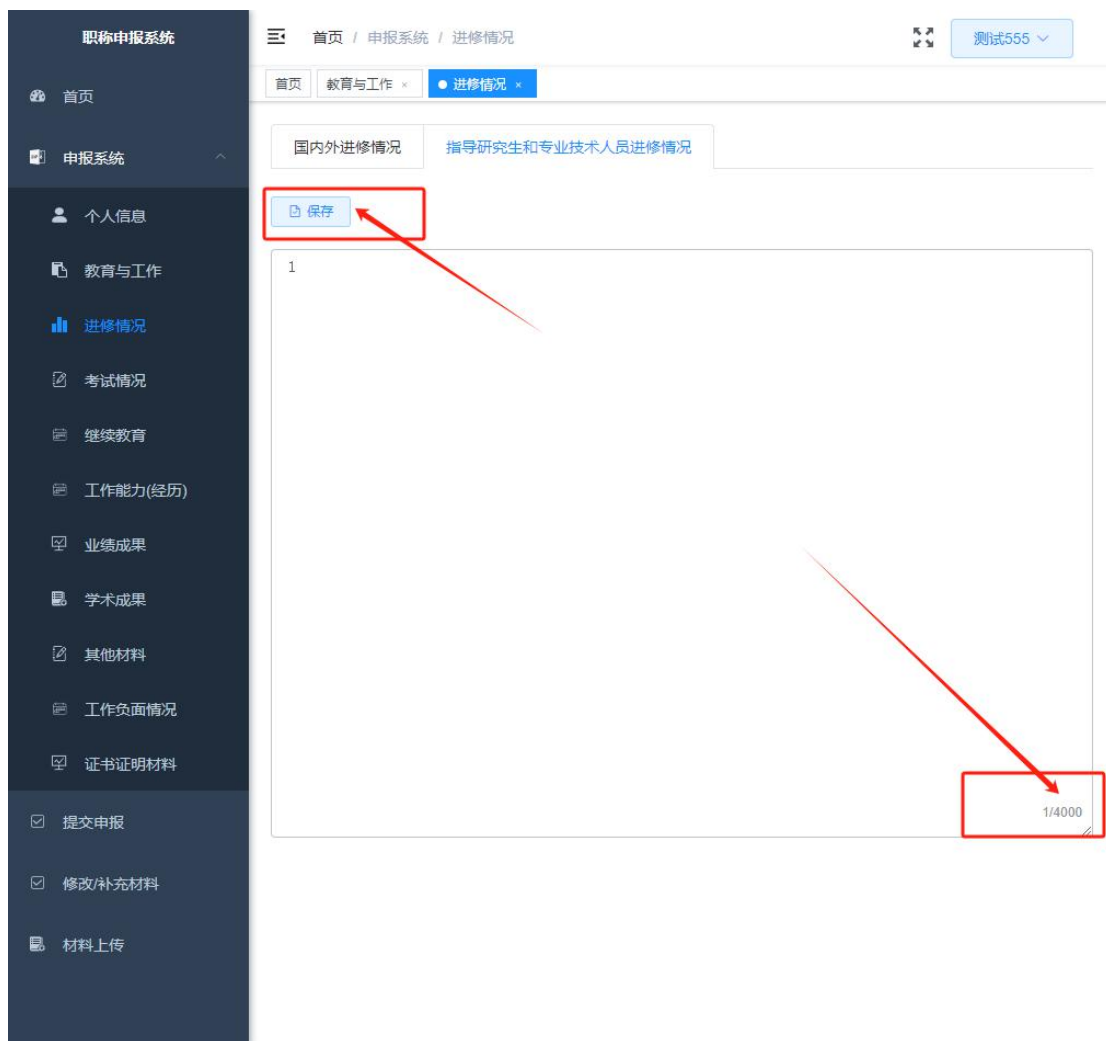 职称申报系统
首页 / 申报系统 / 进修情况
测试555
首页
教育与工作 ×
进修情况 ×
首页
申报系统
个人信息
教育与工作
进修情况
考试情况
继续教育
工作能力(经历)
业绩成果
学术成果
其他材料
工作负面情况
证书证明材料
提交申报
修改/补充材料
材料上传
国内外进修情况
指导研究生和专业技术人员进修情况
保存
1
1/4000